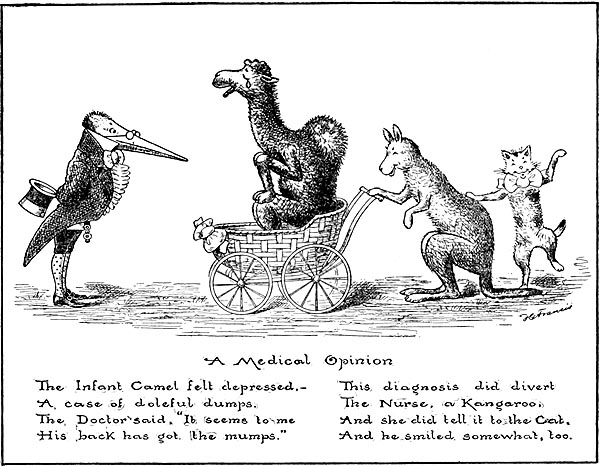 A Medical Opinion
The Infant Camel felt depressed,-
A case of doleful dumps;
The Doctor said, "It seems to me
His back has got the mumps."
This diagnosis did divert
The Nurse, a Kangaroo;
And she did tell it to the Cat,
And he smiled somewhat, too.
JGFrancis